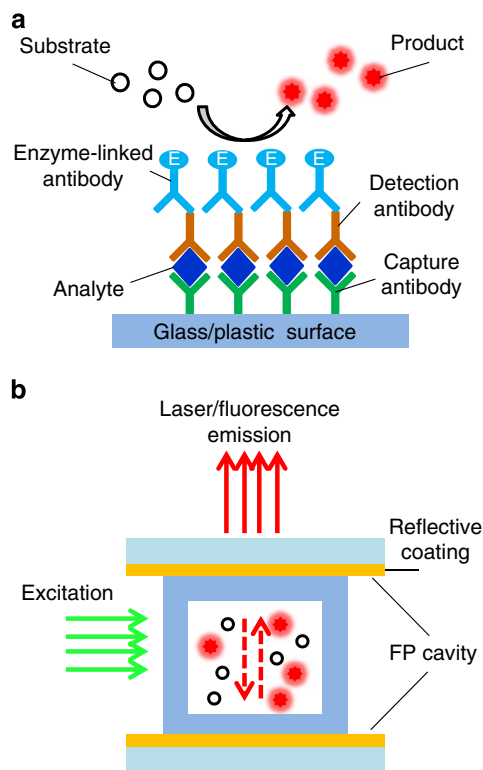 a
Substrate
Product
Enzyme-linked
antibody
E E E E
Detection
antibody
Analyte
Capture
antibody
Glass/plastic surface
b
Laser/fluorescence
emission
Reflective
coating
Excitation
FP cavity